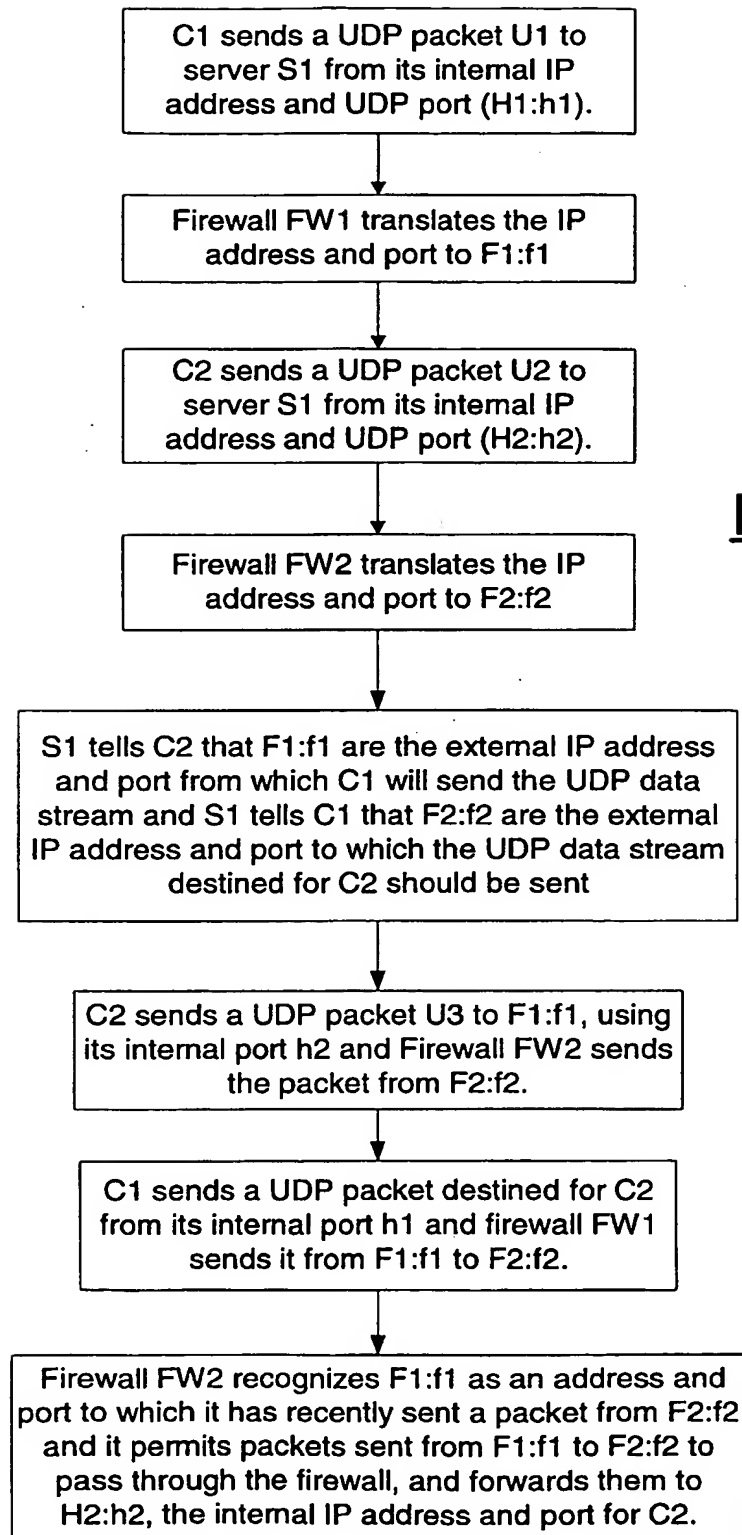 C1 sends a UDP packet U1 to
server S1 from its internal IP
address and UDP port (H1:h1).
Firewall FW1 translates the IP
address and port to F1:f1
C2 sends a UDP packet U2 to
server S1 from its internal IP
address and UDP port (H2:h2).
Firewall FW2 translates the IP
address and port to F2:f2
S1 tells C2 that F1:f1 are the external IP address
and port from which C1 will send the UDP data
stream and S1 tells C1 that F2:f2 are the external
IP address and port to which the UDP data stream
destined for C2 should be sent
C2 sends a UDP packet U3 to F1:f1, using
its internal port h2 and Firewall FW2 sends
the packet from F2:f2.
C1 sends a UDP packet destined for C2
from its internal port h1 and firewall FW1
sends it from F1:f1 to F2:f2.
Firewall FW2 recognizes F1:f1 as an address and
port to which it has recently sent a packet from F2:f2
and it permits packets sent from F1:f1 to F2:f2 to
pass through the firewall, and forwards them to
H2:h2, the internal IP address and port for C2.